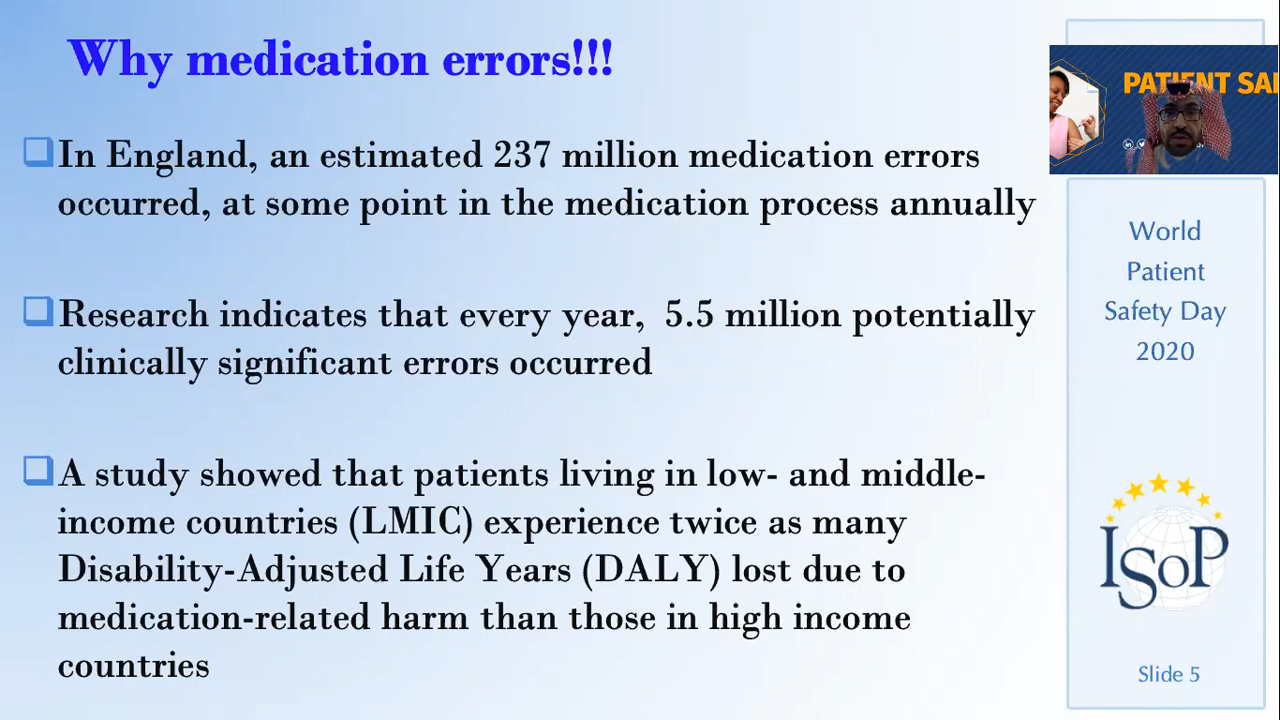 Why medication errors!!!
In England, an estimated 237 million medication errors
occurred, at some point in the medication process annually
Research indicates that every year, 5.5 million potentially
clinically significant errors occurred
A study showed that patients living in low- and middle-
income countries (LMIC) experience twice as many
Disability-Adjusted Life Years (DALY) lost due to
medication-related harm than those in high income
countries
PATIENT SAI
World
Patient
Safety Day
2020
ISoP
Slide 5